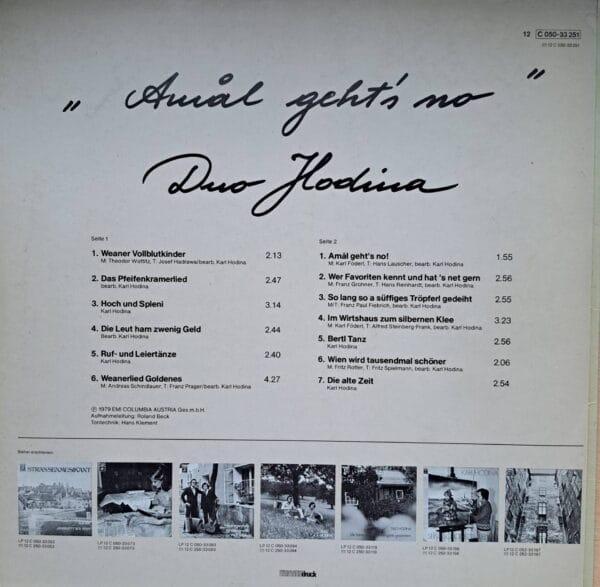 12 C 050-33 251
„ Amål geht's no "
Duo Hodina
Seite 1
1. Weaner Vollblutkinder 2.13
M: Theodor Wottitz, T: Josef Hadrawa/bearb. Karl Hodina
2. Das Pfeifenkramerlied 2.47
bearb. Karl Hodina
3. Hoch und Spleni 3.14
Karl Hodina
4. Die Leut ham zwenig Geld 2.44
Bearb. Karl Hodina
5. Ruf- und Leiertänze 2.40
Karl Hodina
6. Weanerlied Goldenes 4.27
M: Andreas Schindlauer, T: Franz Prager/bearb. Karl Hodina
℗ 1979 EMI COLUMBIA AUSTRIA Ges.m.b.H.
Aufnahmeleitung: Roland Beck
Tontechnik: Hans Klement
Seite 2
1. Amàl geht's no! 1.55
M: Karl Föderl, T: Hans Lauscher, bearb. Karl Hodina
2. Wer Favoriten kennt und hat 's net gern 2.56
M: Franz Grohner, T: Hans Reinhardt, bearb. Karl Hodina
3. So lang so a süffiges Tröpferl gedeiht 2.55
M/T: Franz Paul Fiebrich, bearb. Karl Hodina
4. Im Wirtshaus zum silbernen Klee 3.23
M: Karl Föderl, T: Alfred Steinberg-Frank, bearb. Karl Hodina
5. Bertl Tanz 2.56
Karl Hodina
6. Wien wird tausendmal schöner 2.06
M: Fritz Rotter, T: Fritz Spielmann, bearb. Karl Hodina
7. Die alte Zeit 2.54
Karl Hodina
Bisher erschienen:
STRASSENMUSIKANT
KARL HODINA
druck